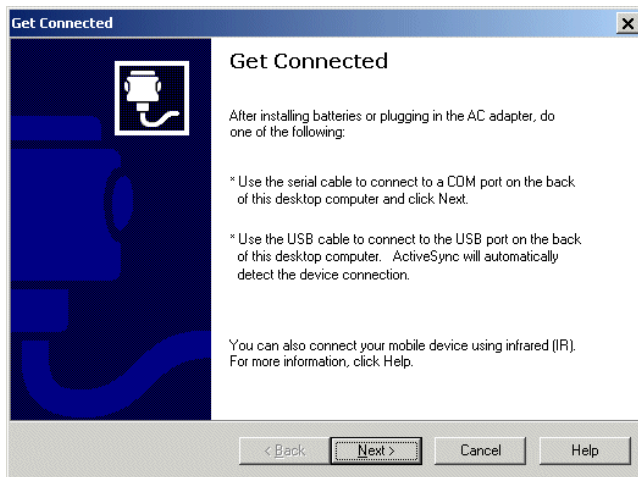 Get Connected
Get Connected
After installing batteries or plugging in the AC adapter, do
one of the following:
* Use the serial cable to connect to a COM port on the back
of this desktop computer and click Next.
* Use the USB cable to connect to the USB port on the back
of this desktop computer. ActiveSync will automatically
detect the device connection.
You can also connect your mobile device using infrared (IR).
For more information, click Help.
< Back Next > Cancel Help